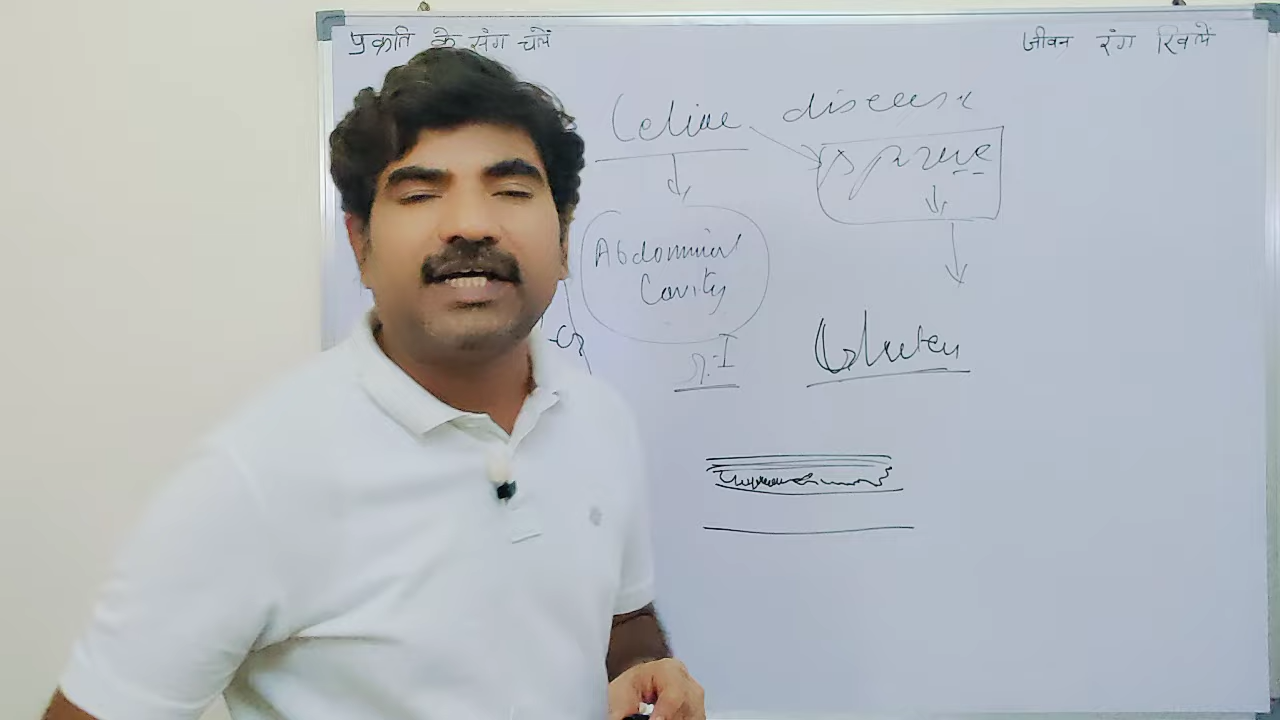 प्रकृति के संग चलें
जीवन रंग खिलें
Celiac disease
sprue
Abdominal
Cavity
S.I
Gluten